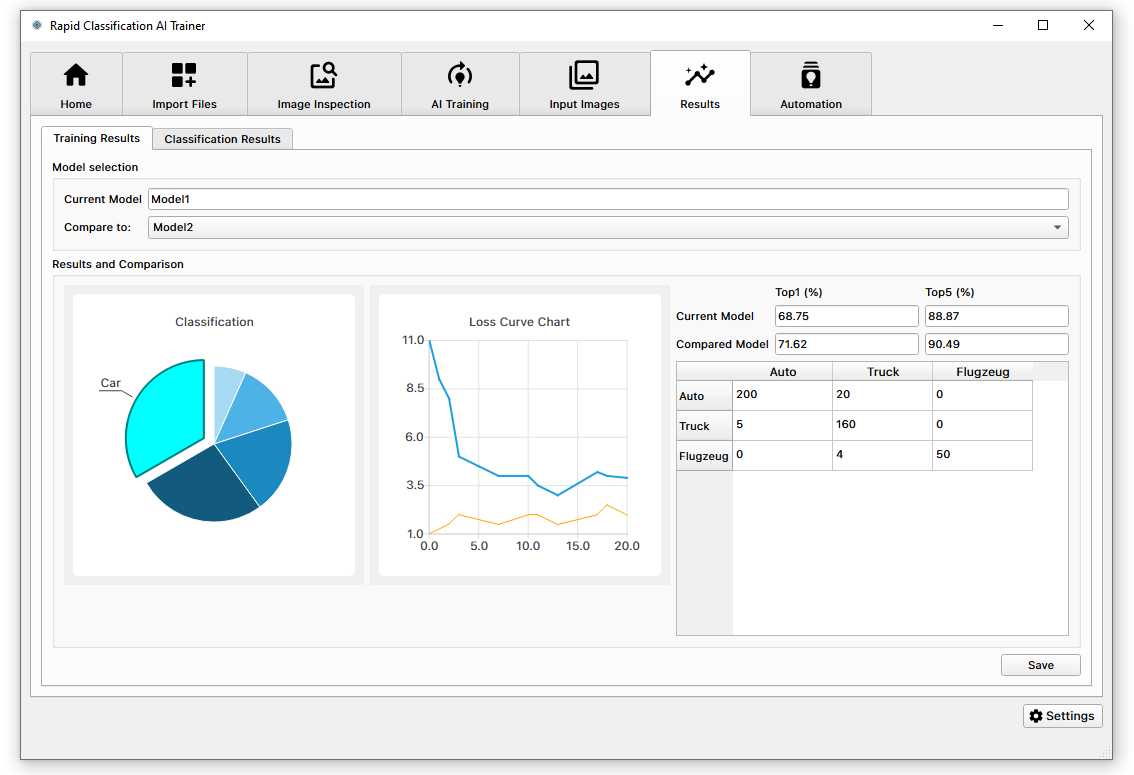 Rapid Classification AI Trainer
Home
Import Files
Image Inspection
AI Training
Input Images
Results
Automation
Training Results
Classification Results
Model selection
Current Model
Model1
Compare to:
Model2
Results and Comparison
Classification
Car
Loss Curve Chart
11.0
8.5
6.0
3.5
1.0
0.0
5.0
10.0
15.0
20.0
Top1 (%)
Top5 (%)
Current Model
68.75
88.87
Compared Model
71.62
90.49
Auto
Truck
Flugzeug
Auto
200
20
0
Truck
5
160
0
Flugzeug
0
4
50
Save
Settings